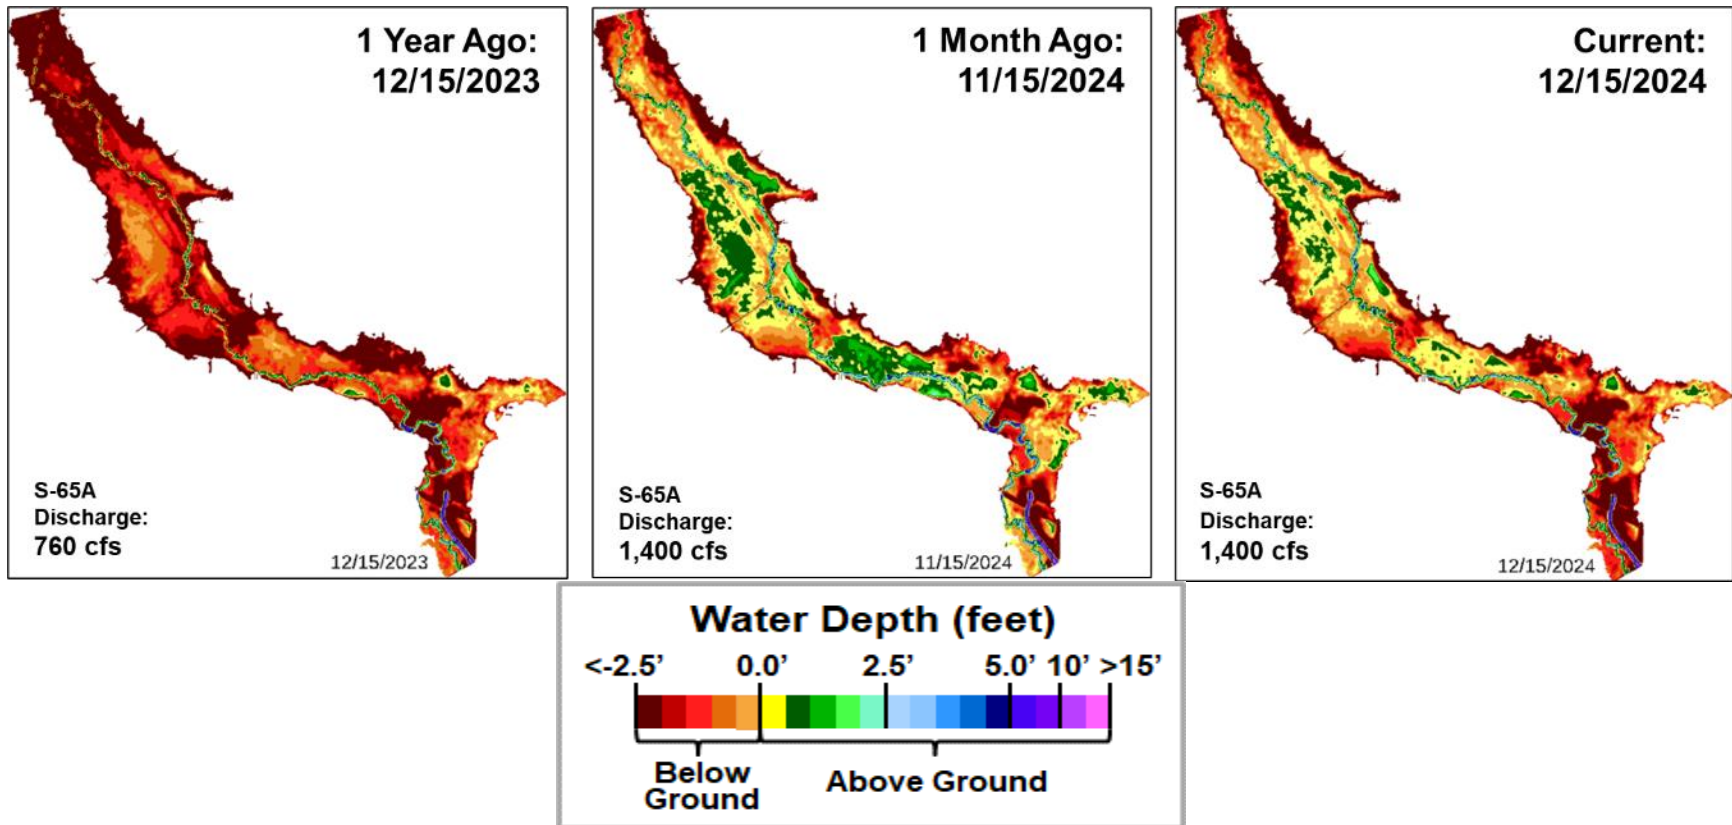 1 Year Ago:
12/15/2023
S-65A
Discharge:
760 cfs
12/15/2023
1 Month Ago:
11/15/2024
S-65A
Discharge:
1,400 cfs
11/15/2024
Current:
12/15/2024
S-65A
Discharge:
1,400 cfs
12/15/2024
Water Depth (feet)
<-2.5’ 0.0’ 2.5’ 5.0’ 10’ >15’
Below
Ground
Above Ground